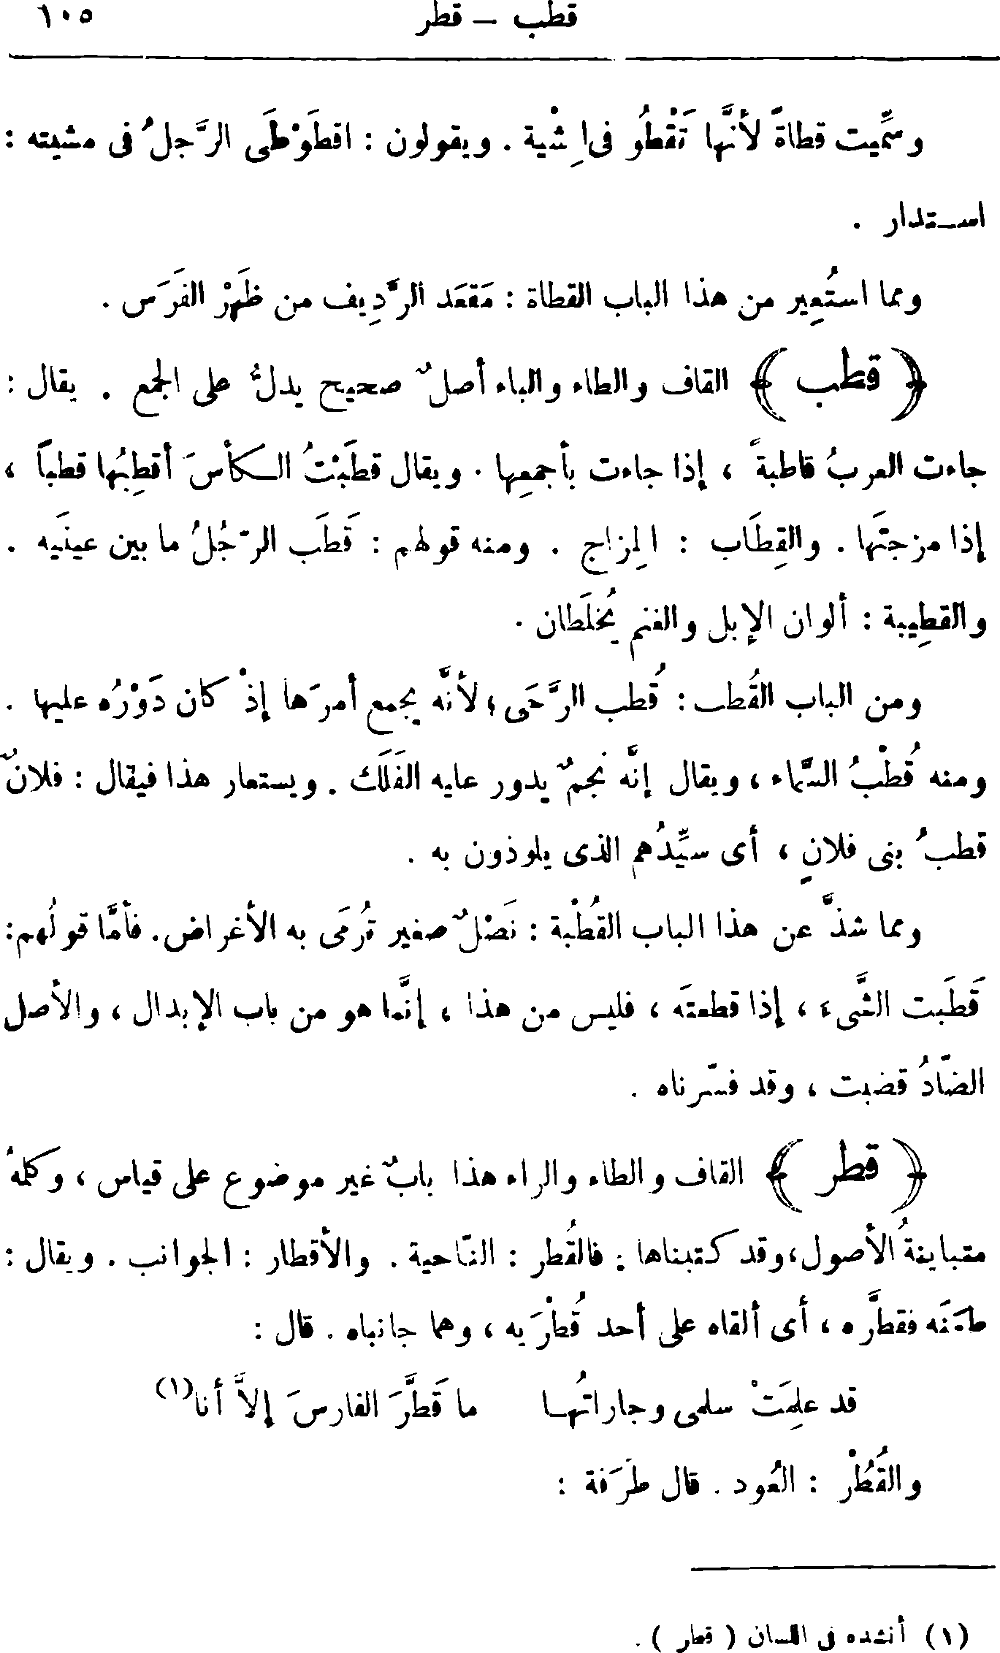 قطب — قطر ١٠٥
وسمِّيت قطاةً لأنَّها تَقْطُو فى المِشْية . ويقولون : اقطَوْطَى الرَّجلُ فى مشيته :
استدار .
ومما استُعِير من هذا الباب القطاة : مَقعَد الرَّدِيف من ظَهْر الفَرَس .
﴿ قطب ﴾ القاف والطاء والباء أصلٌ صحيح يدلُّ على الجمع . يقال :
جاءت العربُ قاطبةً ، إذا جاءت بأجمعِها . ويقال قطَبْتُ الكأسَ أقطِبُها قطباً ،
إذا مزجتَها . والقِطَاب : المِزاج . ومنه قولهم : قَطَب الرّجُلُ ما بين عينَيه .
والقطِيبة : ألوان الإبل والغنم يُخلَطان .
ومن الباب القُطب : قُطب الرَّحَى ؛ لأنَّه يجمع أمرَها إذْ كان دَوْرُه عليها .
ومنه قُطْبُ السَّماء ، ويقال إنَّه نجمٌ يدور عليه الفَلَك . ويستعار هذا فيقال : فلانٌ
قطبُ بنى فلانٍ ، أى سيِّدُهم الذى يلوذون به .
ومما شذَّ عن هذا الباب القُطْبة : نَصْلٌ صغير تُرمَى به الأغراض . فأمَّا قولُهم :
قَطَبت الشَّىءَ ، إذا قطعتَه ، فليس من هذا ، إنَّما هو من باب الإبدال ، والأصل
الضّادُ قضبت ، وقد فسّرناه .
﴿ قطر ﴾ القاف والطاء والراء هذا بابٌ غير موضوع على قياس ، وكلمهُ
متباينةُ الأصول ، وقد كتبناها . فالقُطر : النّاحية . والأقطار : الجوانب . ويقال :
طعَنَه فقطَّره ، أى ألقاه على أحد قُطْرَيه ، وهما جانباه . قال :
قد علِمَتْ سلمى وجاراتُها ما قَطَّرَ الفارسَ إلاَّ أنا(١)
والقُطُرْ : العُود . قال طرَفة :
(١) أنشده فى اللسان ( قطر ) .